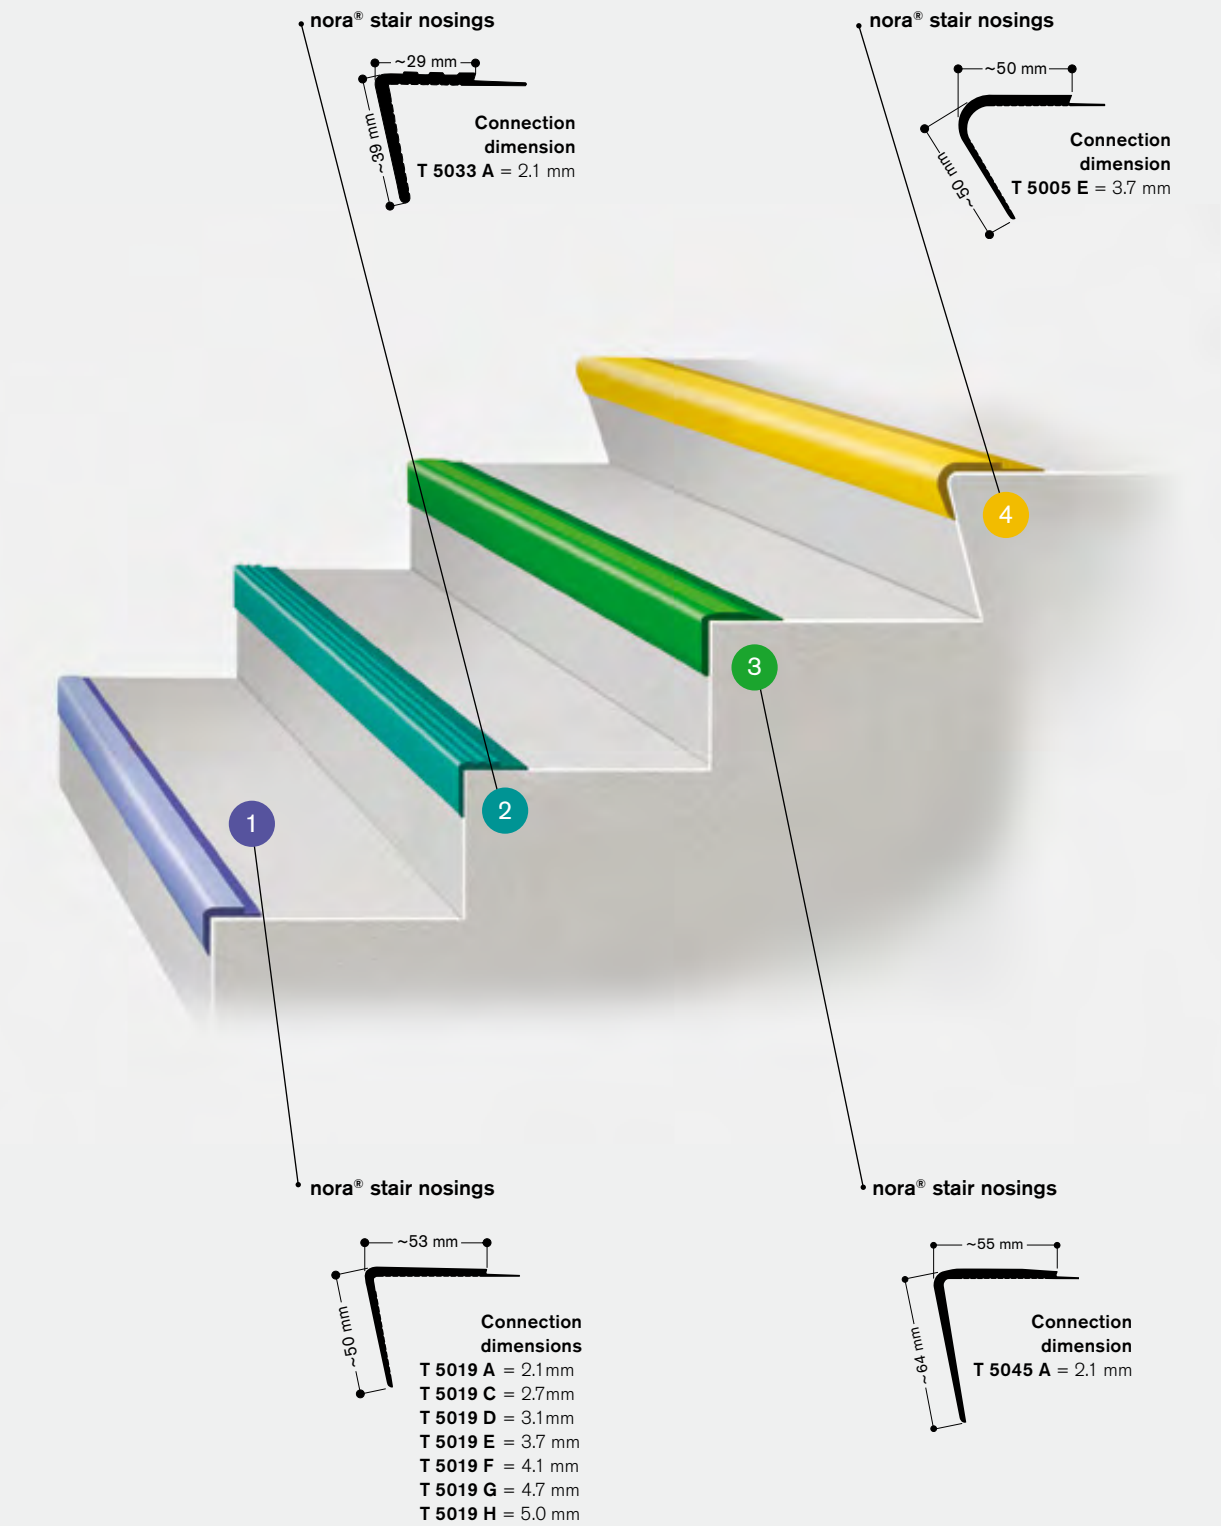 nora® stair nosings
~29 mm
~39 mm
Connection
dimension
T 5033 A = 2.1 mm
nora® stair nosings
~50 mm
~50 mm
Connection
dimension
T 5005 E = 3.7 mm
4
3
2
1
nora® stair nosings
~53 mm
~50 mm
Connection
dimensions
T 5019 A = 2.1mm
T 5019 C = 2.7mm
T 5019 D = 3.1mm
T 5019 E = 3.7 mm
T 5019 F = 4.1 mm
T 5019 G = 4.7 mm
T 5019 H = 5.0 mm
nora® stair nosings
~55 mm
~64 mm
Connection
dimension
T 5045 A = 2.1 mm